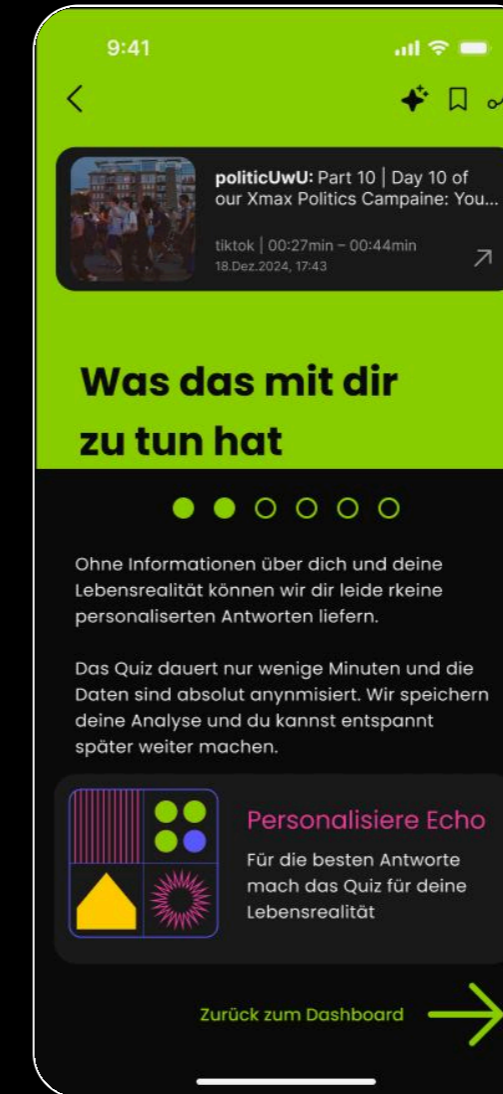 9:41
politicUwU: Part 10 | Day 10 of
our Xmax Politics Campaine: You...
tiktok | 00:27min – 00:44min
18.Dez.2024, 17:43
Was das mit dir
zu tun hat
Ohne Informationen über dich und deine
Lebensrealität können wir dir leide rkeine
personaliserten Antworten liefern.
Das Quiz dauert nur wenige Minuten und die
Daten sind absolut anynmisiert. Wir speichern
deine Analyse und du kannst entspannt
später weiter machen.
Personalisiere Echo
Für die besten Antworte
mach das Quiz für deine
Lebensrealität
Zurück zum Dashboard